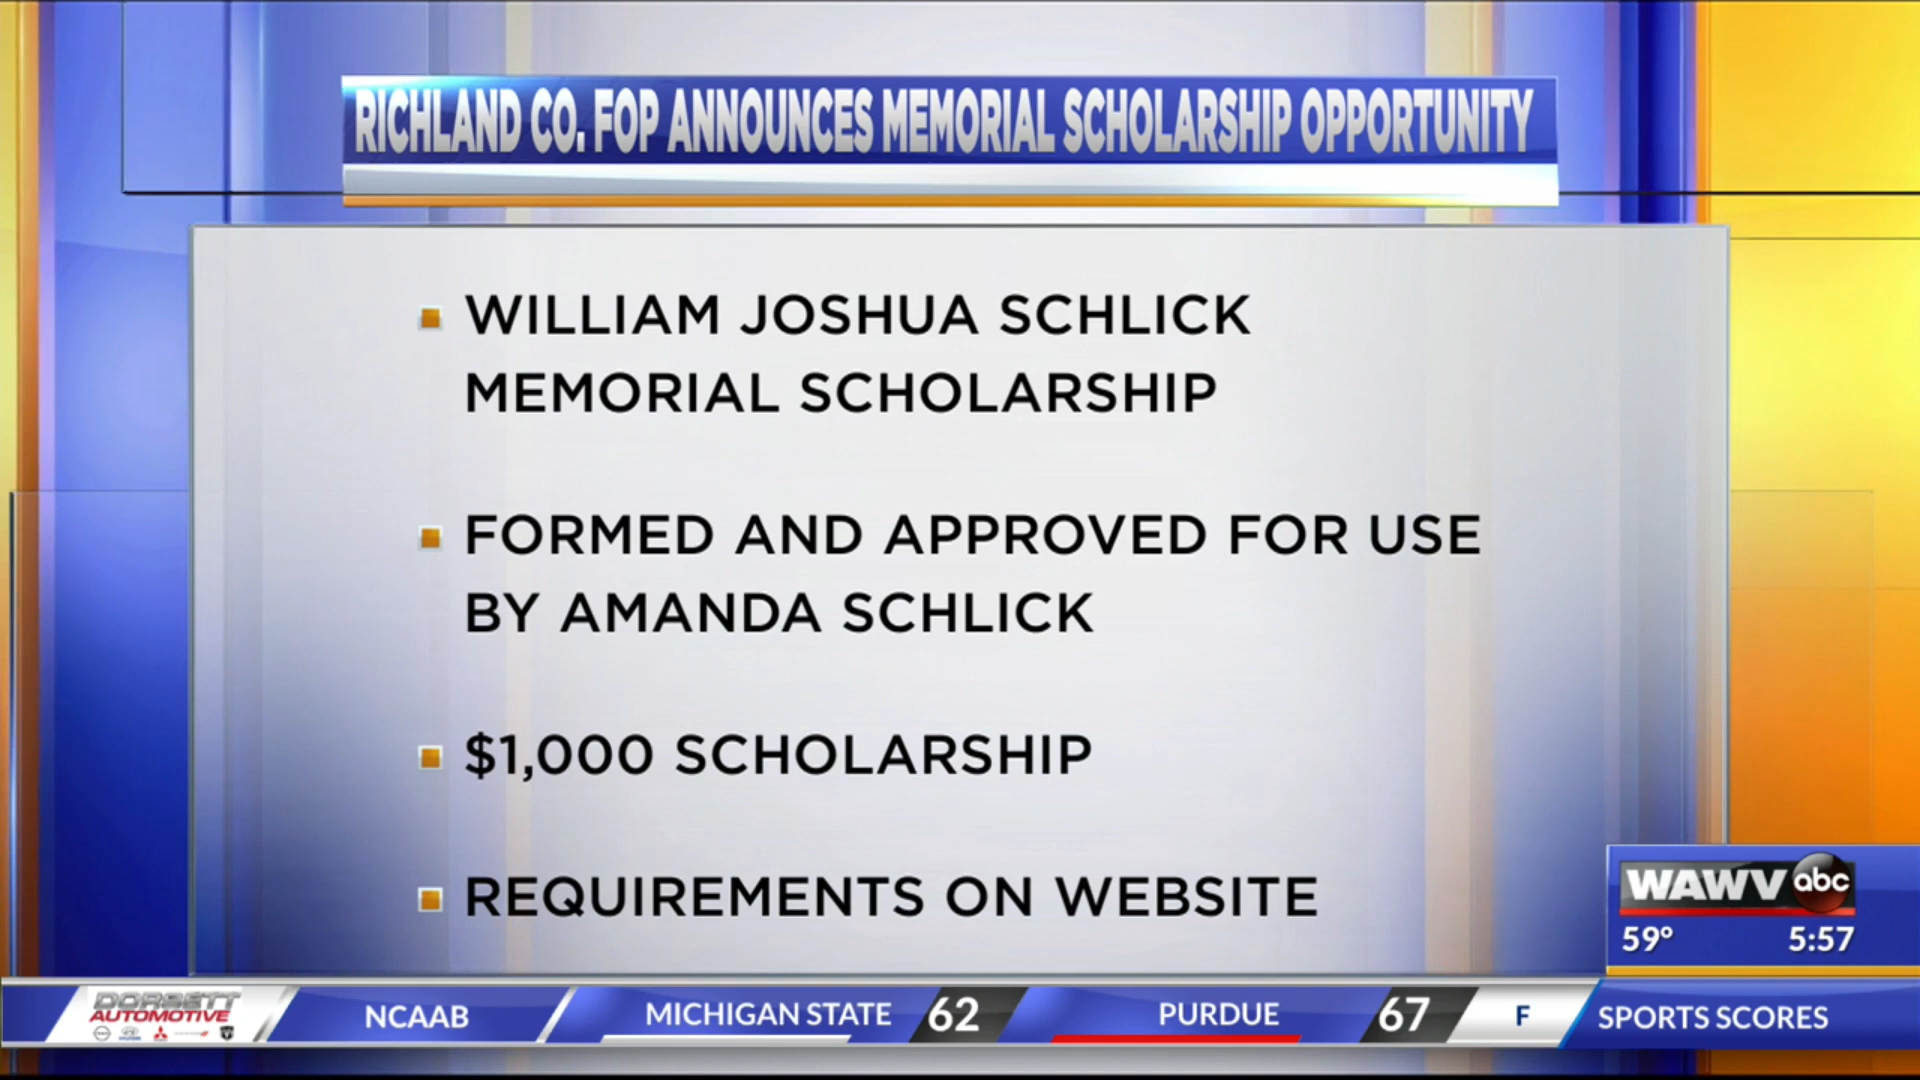 RICHLAND CO. FOP ANNOUNCES MEMORIAL SCHOLARSHIP OPPORTUNITY
WILLIAM JOSHUA SCHLICK
MEMORIAL SCHOLARSHIP
FORMED AND APPROVED FOR USE
BY AMANDA SCHLICK
$1,000 SCHOLARSHIP
REQUIREMENTS ON WEBSITE
WAWV abc
59° 5:57
DORSETT
AUTOMOTIVE
NCAAB MICHIGAN STATE 62 PURDUE 67 F SPORTS SCORES